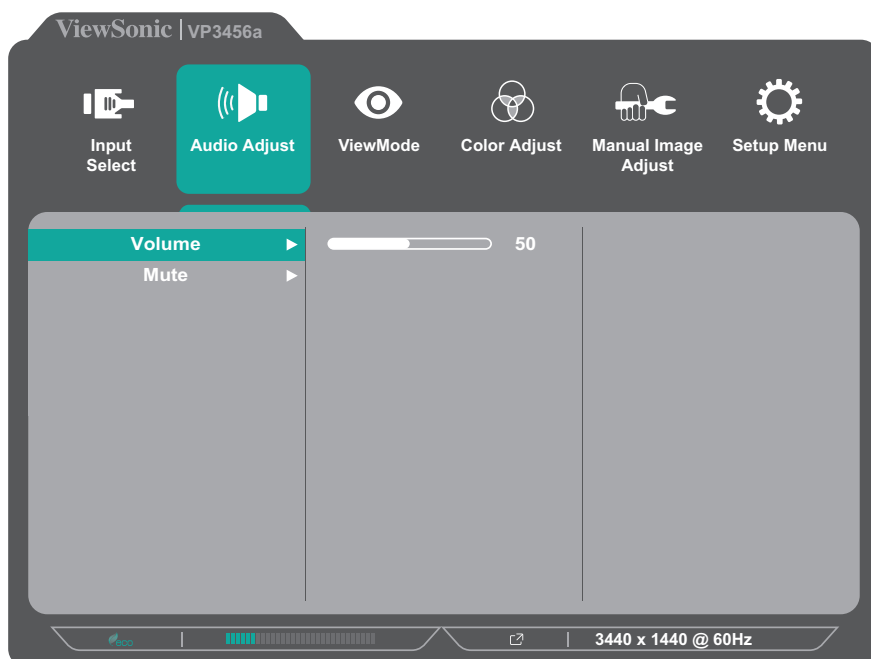 ViewSonic | VP3456a
Input
Select
Audio Adjust
ViewMode
Color Adjust
Manual Image
Adjust
Setup Menu
Volume
50
Mute
eco
3440 x 1440 @ 60Hz